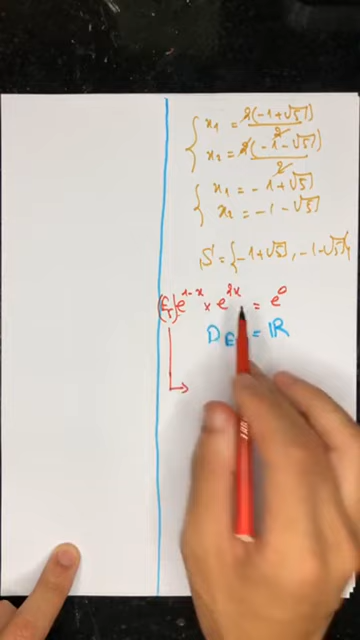 { x₁ = 2(-1+√5)/2
x₂ = 2(-1-√5)/2
{ x₁ = -1+√5
x₂ = -1-√5
S = {-1+√5, -1-√5}
e^{1-x} × e^{2x} = e^0
D_E = ℝ